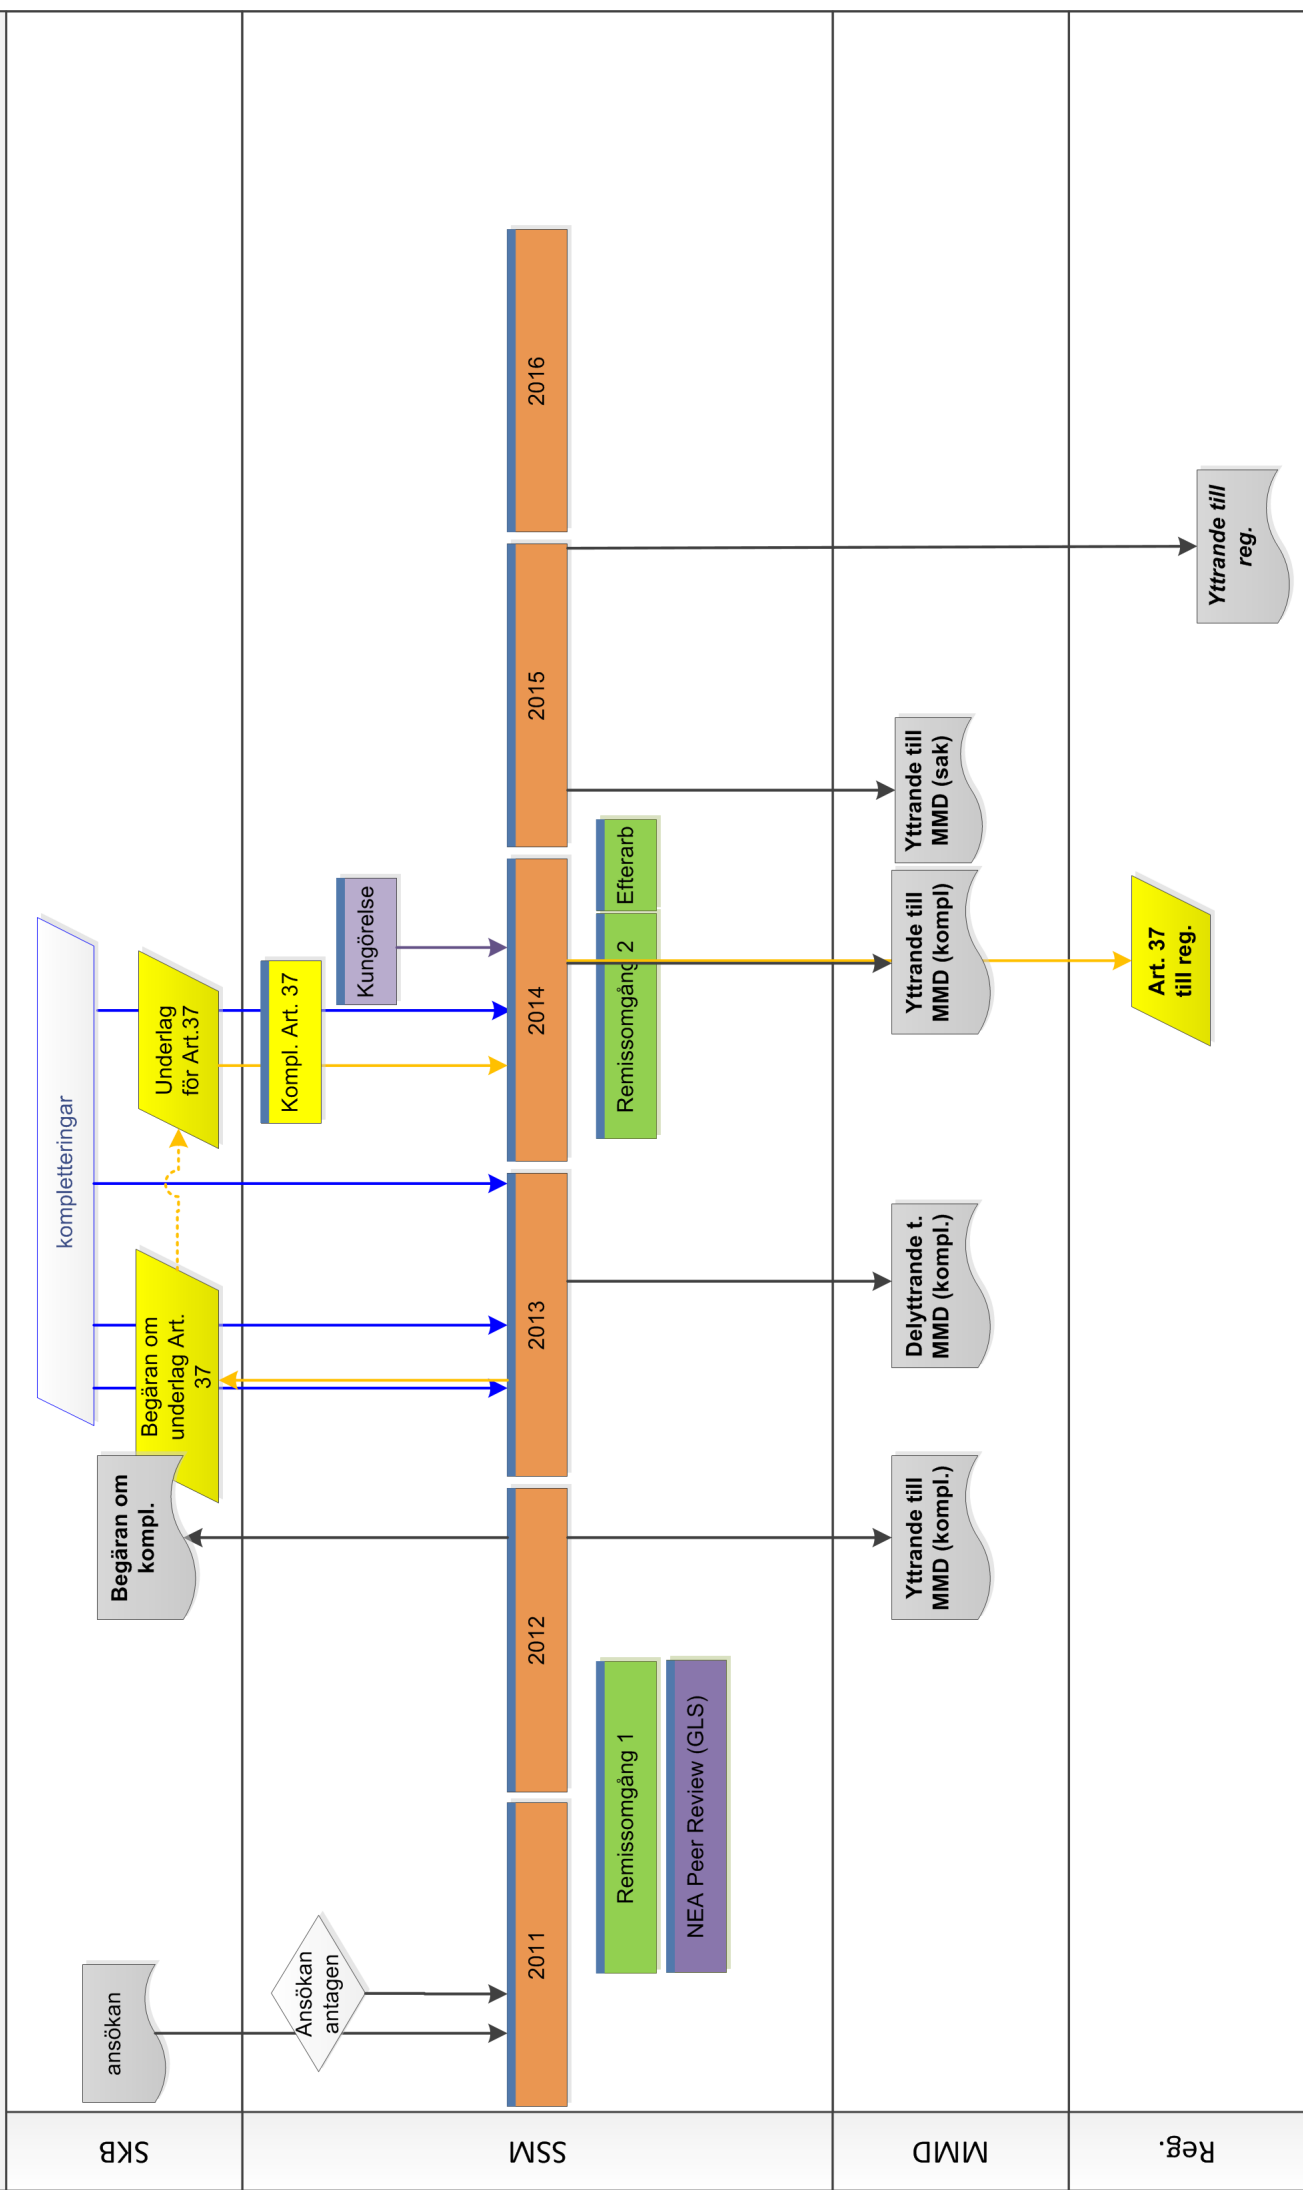 SKB
ansökan
Begäran om
kompl.
Begäran om
underlag Art.
37
kompletteringar
Underlag
för Art.37
SSM
Ansökan
antagen
Kompl. Art. 37
Kungörelse
2011
2012
2013
2014
2015
2016
Remissomgång 1
Remissomgång 2
Efterarb
NEA Peer Review (GLS)
MMD
Yttrande till
MMD (kompl.)
Delyttrande t.
MMD (kompl.)
Yttrande till
MMD (kompl)
Yttrande till
MMD (sak)
Reg.
Art. 37
till reg.
Yttrande till
reg.